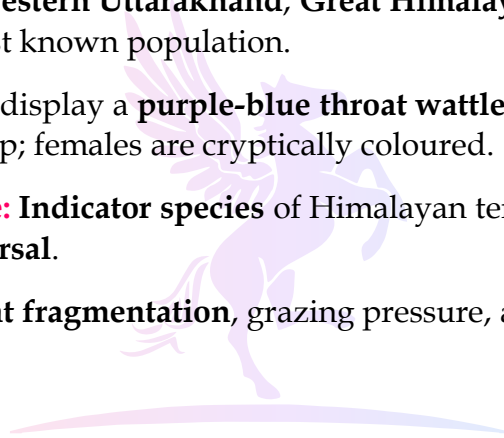 estern Uttarakhand, Great Himalay
t known population.
display a purple-blue throat wattle
p; females are cryptically coloured.
e: Indicator species of Himalayan te
rsal.
t fragmentation, grazing pressure, a